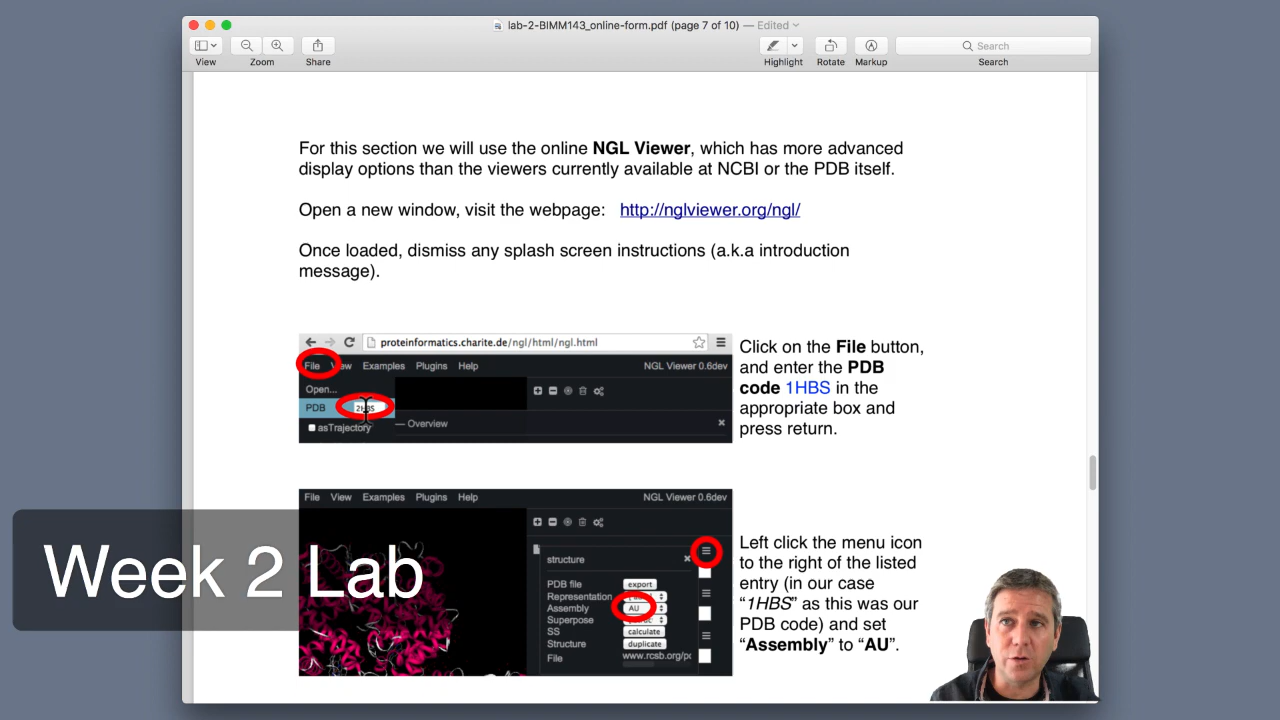 lab-2-BIMM143_online-form.pdf (page 7 of 10) — Edited
Search
View
Zoom
Share
Highlight
Rotate
Markup
Search
For this section we will use the online NGL Viewer, which has more advanced
display options than the viewers currently available at NCBI or the PDB itself.
Open a new window, visit the webpage: http://nglviewer.org/ngl/
Once loaded, dismiss any splash screen instructions (a.k.a introduction
message).
proteinformatics.charite.de/ngl/html/ngl.html
File View Examples Plugins Help NGL Viewer 0.6dev
Open...
PDB 2HBS
asTrajectory
— Overview
Click on the File button,
and enter the PDB
code 1HBS in the
appropriate box and
press return.
File View Examples Plugins Help NGL Viewer 0.6dev
structure
PDB file export
Representation
Assembly AU
Superpose
SS calculate
Structure duplicate
File www.rcsb.org/pd
Left click the menu icon
to the right of the listed
entry (in our case
“1HBS” as this was our
PDB code) and set
“Assembly” to “AU”.
Week 2 Lab